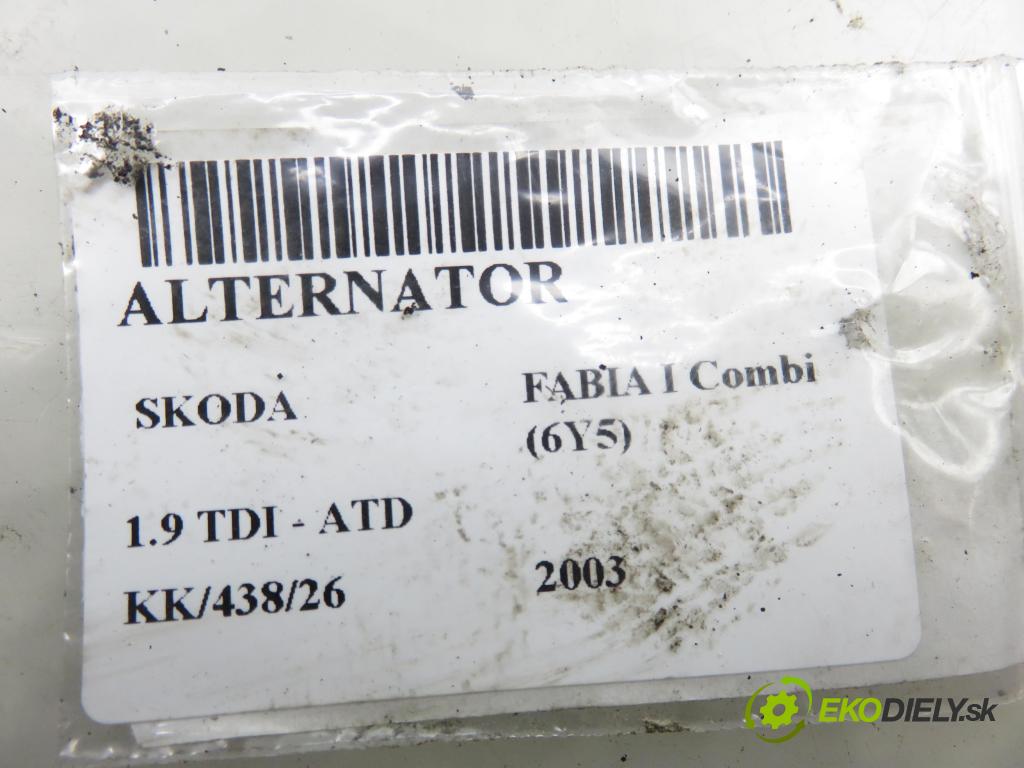 ALTERNATOR
SKODA
FABIA I Combi
(6Y5)
1.9 TDI - ATD
KK/438/26
2003
EKODIELY.sk